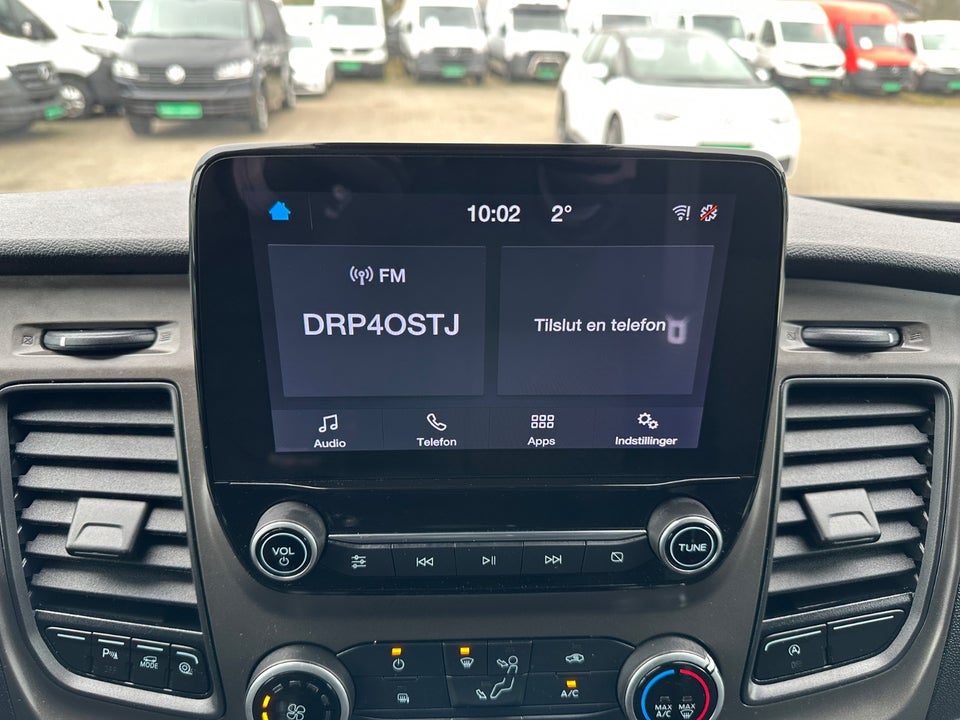 10:02 2°
FM
DRP4OSTJ
Tilslut en telefon
Audio Telefon Apps Indstillinger
VOL
TUNE
MODE
A/C
MAX A/C MAX